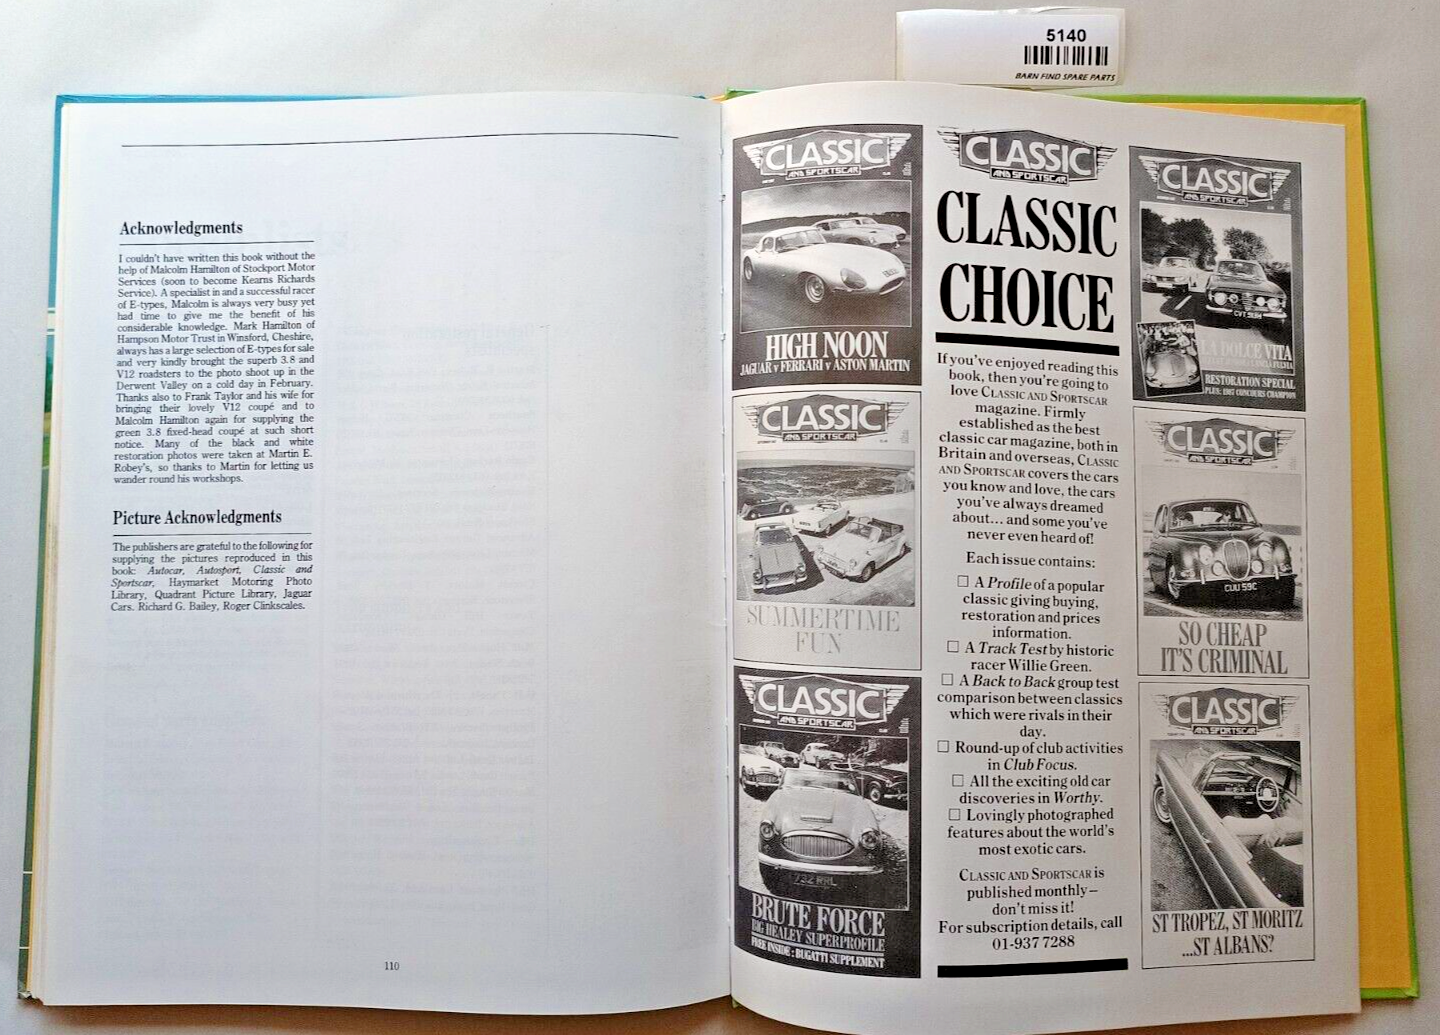 5140
BARN FIND SPARE PARTS
Acknowledgments
I couldn't have written this book without the
help of Malcolm Hamilton of Stockport Motor
Services (soon to become Kearns Richards
Service). A specialist in and a successful racer
of E-types, Malcolm is always very busy yet
had time to give me the benefit of his
considerable knowledge. Mark Hamilton of
Hampson Motor Trust in Winsford, Cheshire,
always has a large selection of E-types for sale
and very kindly brought the superb 3.8 and
V12 roadsters to the photo shoot up in the
Derwent Valley on a cold day in February.
Thanks also to Frank Taylor and his wife for
bringing their lovely V12 coupé and to
Malcolm Hamilton again for supplying the
green 3.8 fixed-head coupé at such short
notice. Many of the black and white
restoration photos were taken at Martin E.
Robey's, so thanks to Martin for letting us
wander round his workshops.
Picture Acknowledgments
The publishers are grateful to the following for
supplying the pictures reproduced in this
book: Autocar, Autosport, Classic and
Sportscar, Haymarket Motoring Photo
Library, Quadrant Picture Library, Jaguar
Cars. Richard G. Bailey, Roger Clinkscales.
110
CLASSIC
AND SPORTSCAR
HIGH NOON
JAGUAR v FERRARI v ASTON MARTIN
CLASSIC
AND SPORTSCAR
SUMMERTIME
FUN
CLASSIC
AND SPORTSCAR
732 RRL
BRUTE FORCE
BIG HEALEY SUPERPROFILE
FREE INSIDE : BUGATTI SUPPLEMENT
CLASSIC
AND SPORTSCAR
CLASSIC
CHOICE
If you've enjoyed reading this
book, then you're going to
love CLASSIC AND SPORTSCAR
magazine. Firmly
established as the best
classic car magazine, both in
Britain and overseas, CLASSIC
AND SPORTSCAR covers the cars
you know and love, the cars
you've always dreamed
about... and some you've
never even heard of!
Each issue contains:
□ A Profile of a popular
classic giving buying,
restoration and prices
information.
□ A Track Test by historic
racer Willie Green.
□ A Back to Back group test
comparison between classics
which were rivals in their
day.
□ Round-up of club activities
in Club Focus.
□ All the exciting old car
discoveries in Worthy.
□ Lovingly photographed
features about the world's
most exotic cars.
CLASSIC AND SPORTSCAR is
published monthly—
don't miss it!
For subscription details, call
01-937 7288
CLASSIC
AND SPORTSCAR
LA DOLCE VITA
RESTORATION SPECIAL
PLUS: 1987 CONCOURS CHAMPION
CLASSIC
AND SPORTSCAR
CUU 59C
SO CHEAP
IT'S CRIMINAL
CLASSIC
AND SPORTSCAR
ST TROPEZ, ST MORITZ
...ST ALBANS?